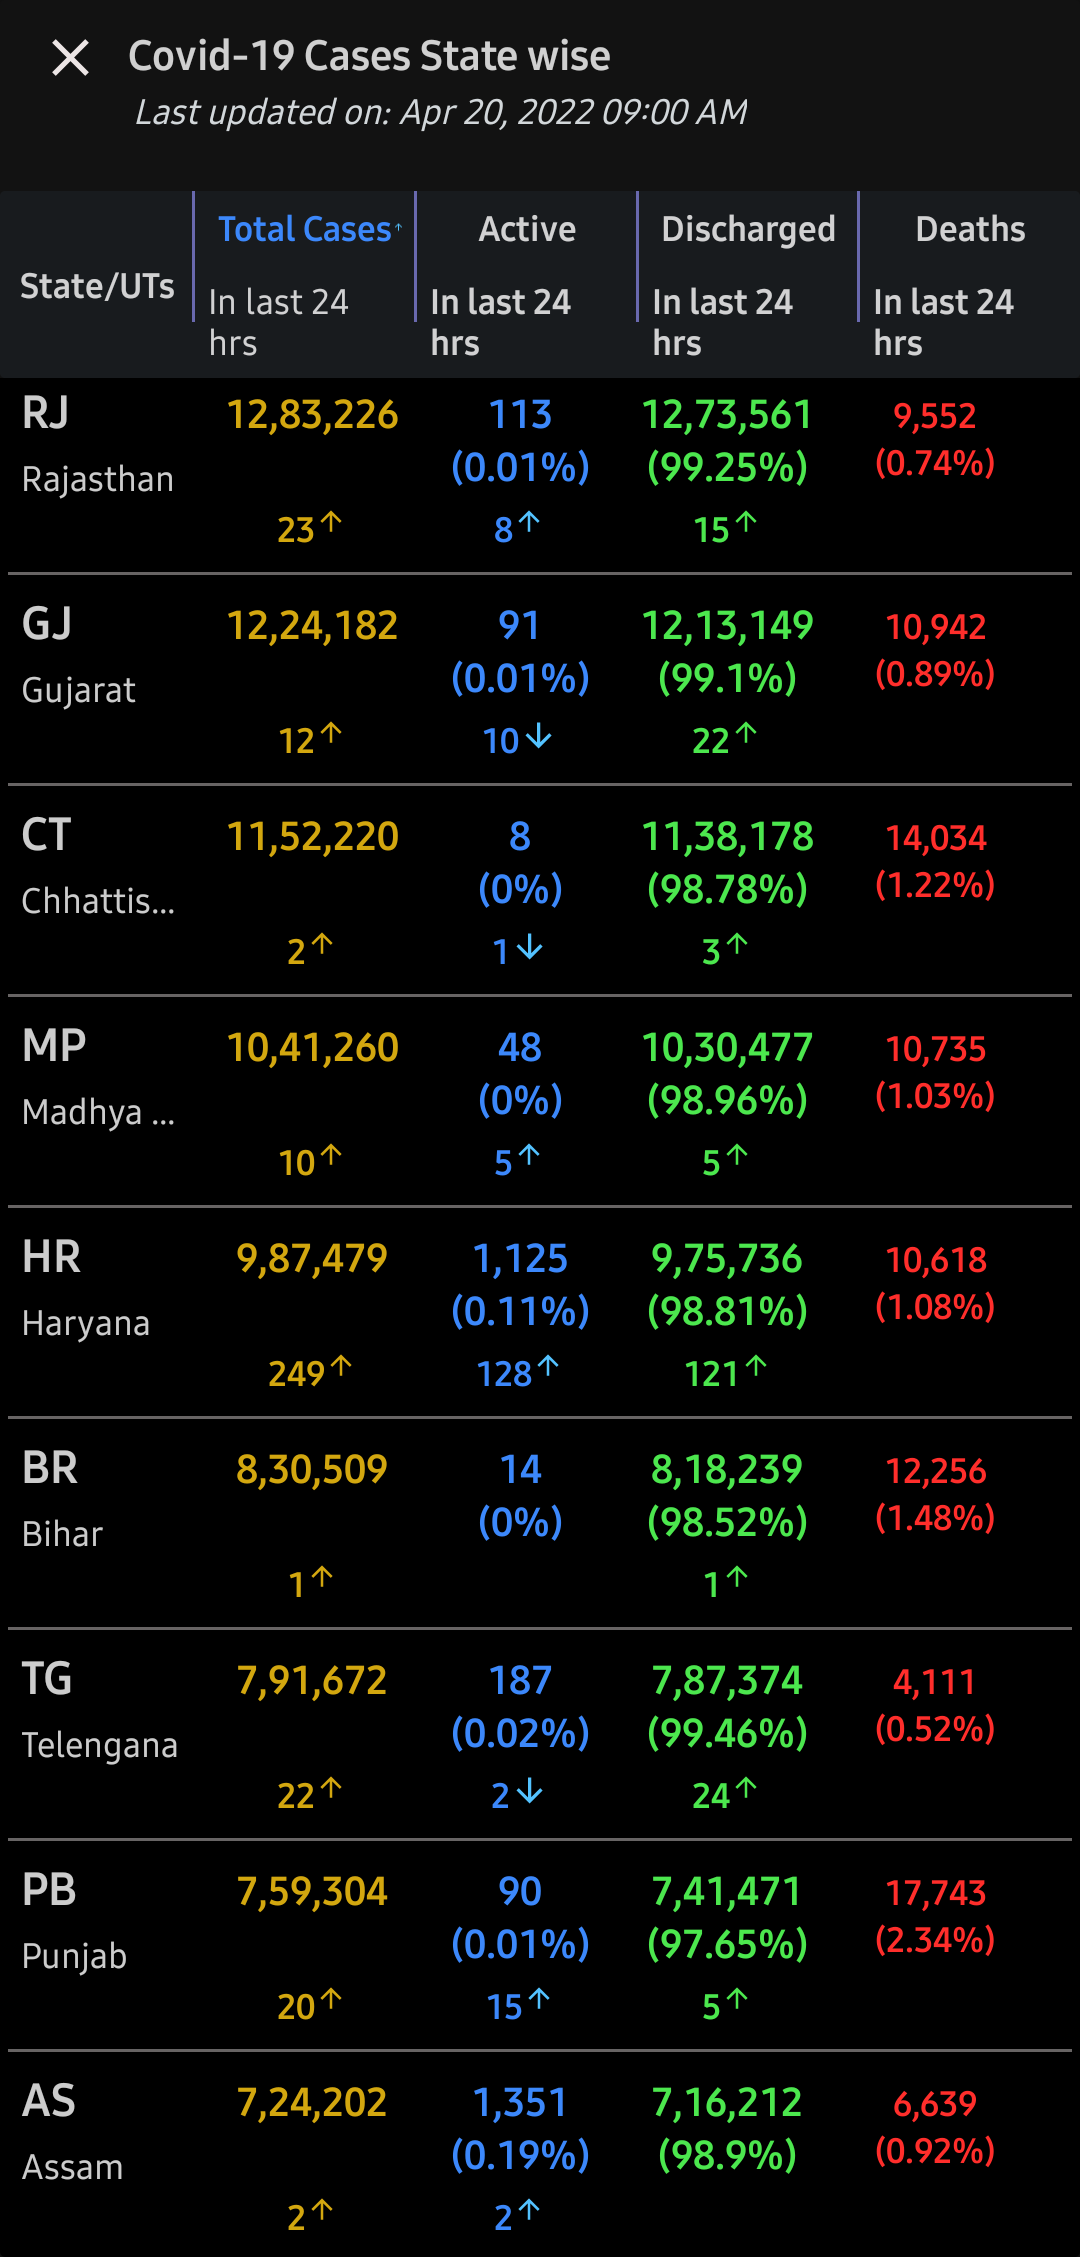 Covid-19 Cases State wise
Last updated on: Apr 20, 2022 09:00 AM
State/UTs
Total Cases↑ Active Discharged Deaths
In last 24 hrs In last 24 hrs In last 24 hrs In last 24 hrs
RJ 12,83,226 113 12,73,561 9,552
Rajasthan (0.01%) (99.25%) (0.74%)
23↑ 8↑ 15↑
GJ 12,24,182 91 12,13,149 10,942
Gujarat (0.01%) (99.1%) (0.89%)
12↑ 10↓ 22↑
CT 11,52,220 8 11,38,178 14,034
Chhattis... (0%) (98.78%) (1.22%)
2↑ 1↓ 3↑
MP 10,41,260 48 10,30,477 10,735
Madhya ... (0%) (98.96%) (1.03%)
10↑ 5↑ 5↑
HR 9,87,479 1,125 9,75,736 10,618
Haryana (0.11%) (98.81%) (1.08%)
249↑ 128↑ 121↑
BR 8,30,509 14 8,18,239 12,256
Bihar (0%) (98.52%) (1.48%)
1↑ 1↑
TG 7,91,672 187 7,87,374 4,111
Telengana (0.02%) (99.46%) (0.52%)
22↑ 2↓ 24↑
PB 7,59,304 90 7,41,471 17,743
Punjab (0.01%) (97.65%) (2.34%)
20↑ 15↑ 5↑
AS 7,24,202 1,351 7,16,212 6,639
Assam (0.19%) (98.9%) (0.92%)
2↑ 2↑